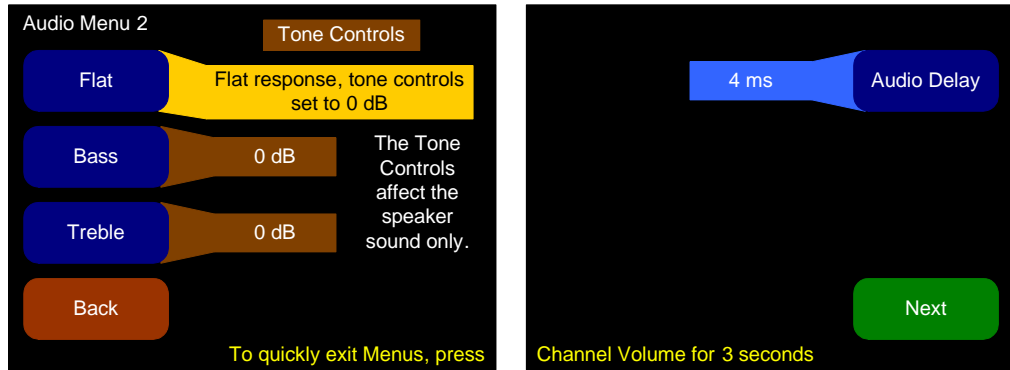 Audio Menu 2
Tone Controls
Flat
Flat response, tone controls
set to 0 dB
Bass
0 dB
The Tone
Controls
affect the
speaker
sound only.
Treble
0 dB
Back
To quickly exit Menus, press
4 ms
Audio Delay
Next
Channel Volume for 3 seconds